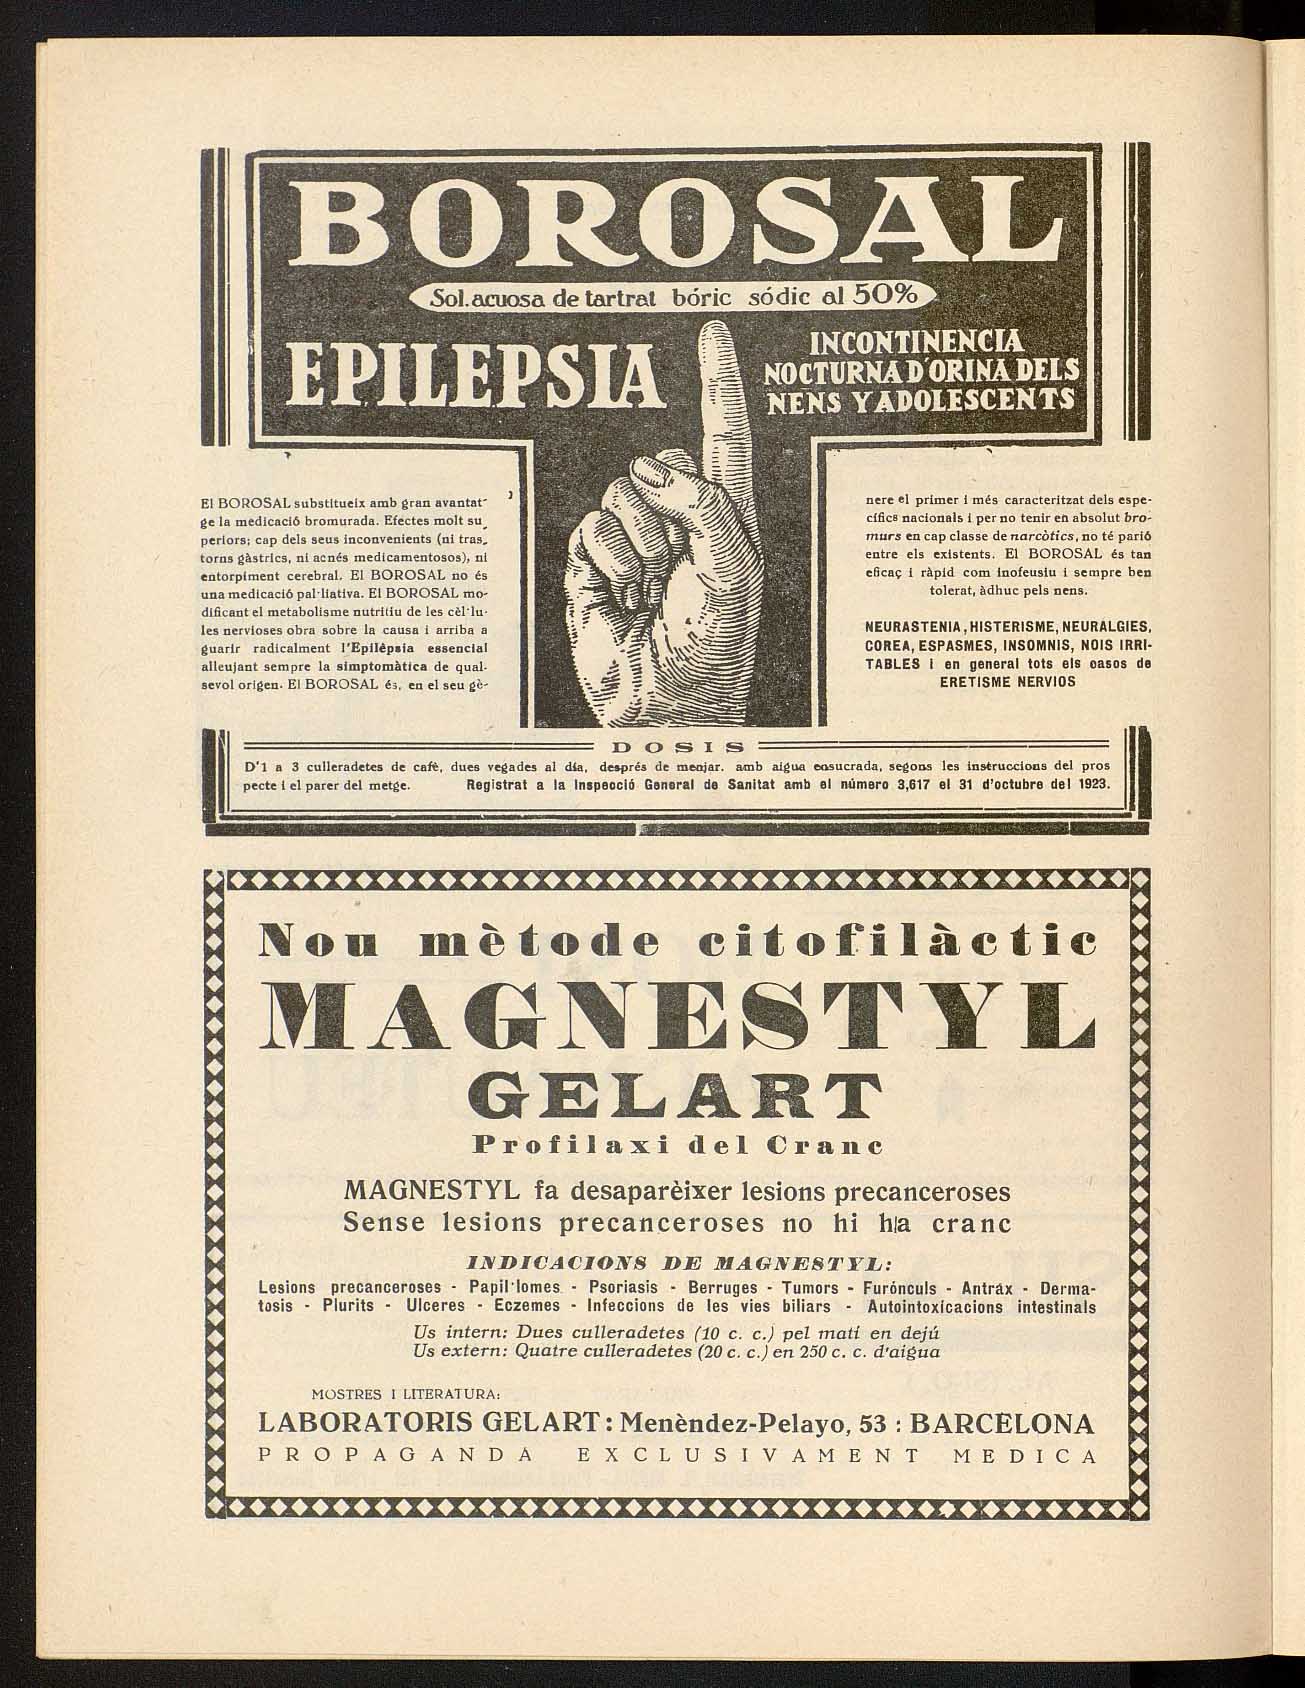 BOROSAL
Sol. acuosa de tartrat bóric sódic al 50%
EPILEPSIA
INCONTINENCIA
NOCTURNA D'ORINA DELS
NENS Y ADOLESCENTS
El BOROSAL substitueix amb gran avantat-
ge la medicació bromurada. Efectes molt su-
periors; cap dels seus inconvenients (ni tras-
torns gàstrics, ni acnés medicamentosos), ni
entorpiment cerebral. El BOROSAL no és
una medicació pal·liativa. El BOROSAL mo-
dificant el metabolisme nutritiu de les cèl·lu-
les nervioses obra sobre la causa i arriba a
guarir radicalment l'Epilèpsia essencial
alleujant sempre la simptomàtica de qual-
sevol origen. El BOROSAL és, en el seu gè-
nere el primer i més caracteritzat dels espe-
cífics nacionals i per no tenir en absolut bro-
murs en cap classe de narcòtics, no té parió
entre els existents. El BOROSAL és tan
eficaç i ràpid com inofeusiu i sempre ben
tolerat, àdhuc pels nens.
NEURASTENIA, HISTERISME, NEURALGIES,
COREA, ESPASMES, INSOMNIS, NOIS IRRI-
TABLES i en general tots els casos de
ERETISME NERVIOS
DOSIS
D'1 a 3 culleradetes de cafè, dues vegades al dia, després de menjar. amb aigua ensucrada, segons les instruccions del pros
pecte i el parer del metge. Registrat a la Inspecció General de Sanitat amb el número 3,617 el 31 d'octubre del 1923.
Nou mètode citofilàctic
MAGNESTYL
GELART
Profilaxi del Cranc
MAGNESTYL fa desaparèixer lesions precanceroses
Sense lesions precanceroses no hi ha cranc
INDICACIONS DE MAGNESTYL:
Lesions precanceroses - Papil·lomes - Psoriasis - Berruges - Tumors - Furónculs - Antráx - Derma-
tosis - Plurits - Ulceres - Eczemes - Infeccions de les vies biliars - Autointoxicacions intestinals
Us intern: Dues culleradetes (10 c. c.) pel matí en dejú
Us extern: Quatre culleradetes (20 c. c.) en 250 c. c. d'aigua
MOSTRES I LITERATURA:
LABORATORIS GELART: Menèndez-Pelayo, 53 : BARCELONA
PROPAGANDA EXCLUSIVAMENT MEDICA